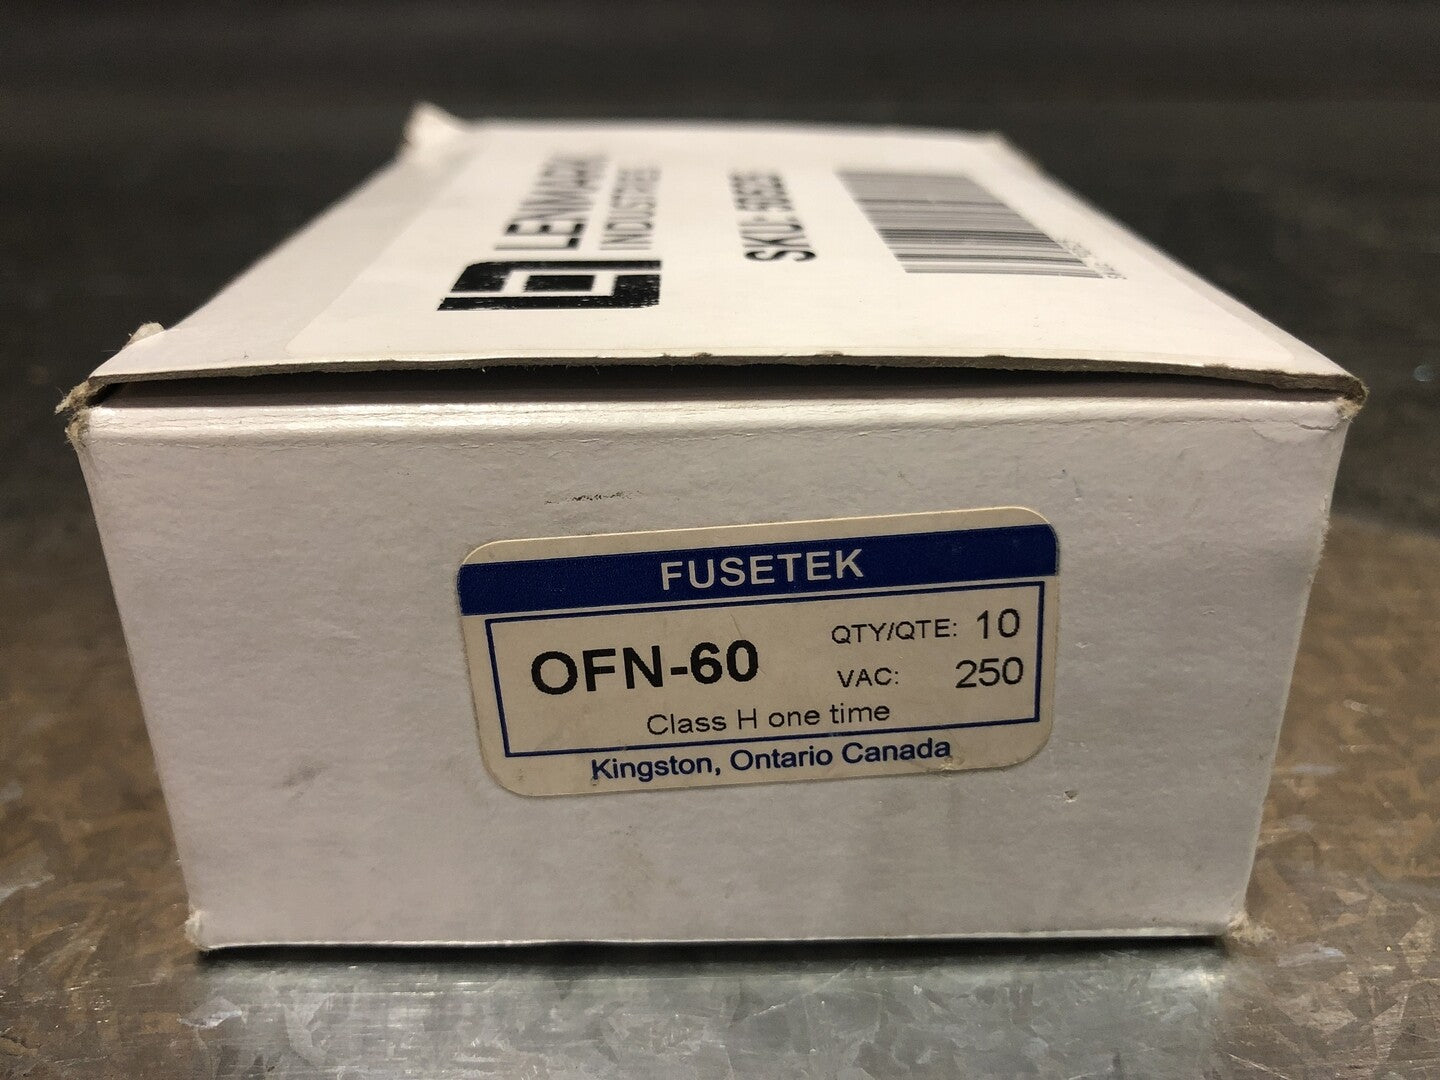 LENMARK
INDUSTRIES
FUSETEK
OFN-60
QTY/QTE: 10
VAC: 250
Class H one time
Kingston, Ontario Canada